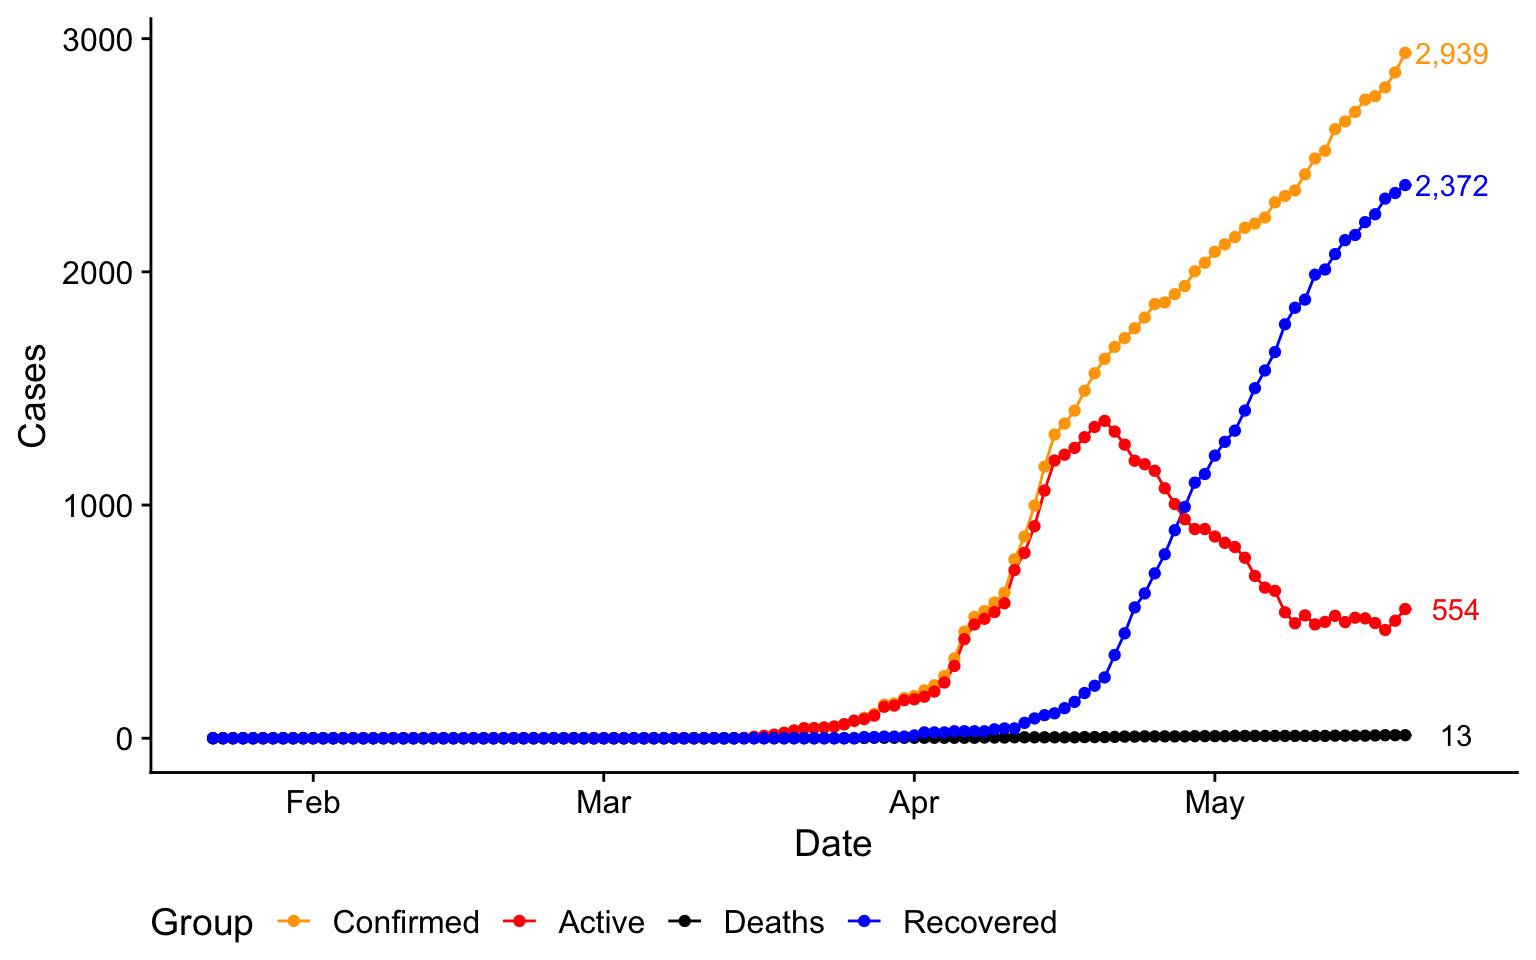 3000
2,939
2,372
2000
Cases
1000
554
0
13
Feb Mar Apr May
Date
Group Confirmed Active Deaths Recovered